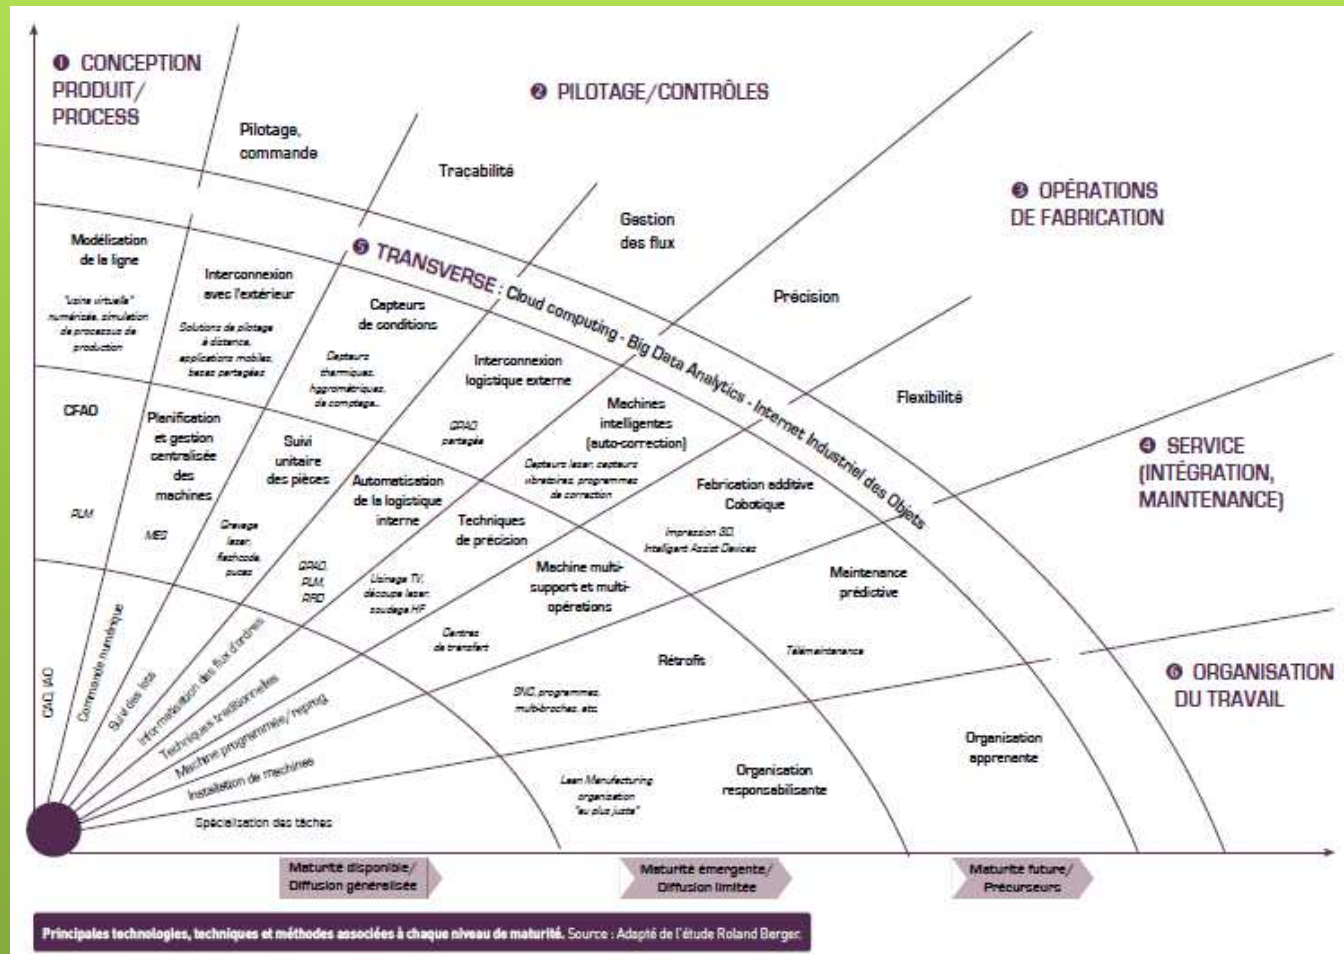 ❶ CONCEPTION
PRODUIT/
PROCESS
❷ PILOTAGE/CONTRÔLES
Pilotage,
commande
Traçabilité
Gestion
des flux
❸ OPÉRATIONS
DE FABRICATION
Précision
Flexibilité
❹ SERVICE
(INTÉGRATION,
MAINTENANCE)
❻ ORGANISATION
DU TRAVAIL
❺ TRANSVERSE : Cloud computing - Big Data Analytics - Internet Industriel des Objets
Modélisation
de la ligne
"usine virtuelle"
numérisée, simulation
de processus de
production
Interconnexion
avec l'extérieur
Solutions de pilotage
à distance,
applications mobiles,
bases partagées
Capteurs
de conditions
Capteurs
thermiques,
hygrométriques,
de comptage...
Interconnexion
logistique externe
GPAO
partagée
Machines
intelligentes
(auto-correction)
Capteurs laser, capteurs
vibratoires, programmes
de correction
Fabrication additive
Cobotique
Impression 3D,
Intelligent Assist Devices
Maintenance
prédictive
Télémaintenance
Organisation
apprenante
CFAO
PLM
Planification
et gestion
centralisée
des
machines
MES
Suivi
unitaire
des pièces
Gravage
laser,
flashcode,
puces
Automatisation
de la logistique
interne
GPAO,
PLM,
Techniques
de précision
Usinage TV,
découpe laser,
soudage HF
Machine multi-
support et multi-
opérations
Centres
de transfert
Rétrofit
SNC, programmes,
multi-broches, etc.
Organisation
responsabilisante
Lean Manufacturing
organisation
"au plus juste"
CAO, IAO
Commande numérique
Suivi des lots
Informatisation des flux d'ordres
Techniques traditionnelles
Machine programmée/reprog
Installation de machines
Spécialisation des tâches
Maturité disponible/
Diffusion généralisée
Maturité émergente/
Diffusion limitée
Maturité future/
Précurseurs
Principales technologies, techniques et méthodes associées à chaque niveau de maturité. Source : Adapté de l'étude Roland Berger.